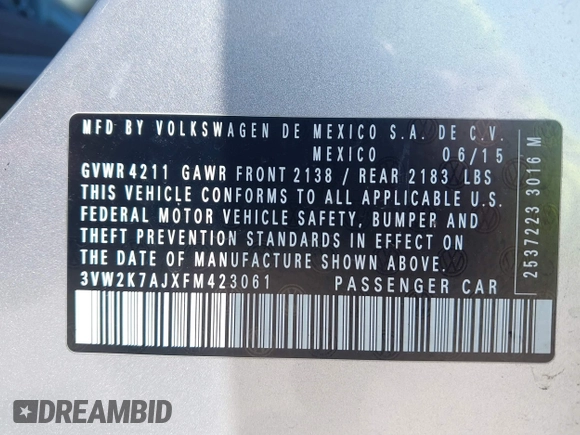 MFD BY VOLKSWAGEN DE MEXICO S.A. DE C.V.
MEXICO 06/15
GVWR 4211 GAWR FRONT 2138 / REAR 2183 LBS
THIS VEHICLE CONFORMS TO ALL APPLICABLE U.S.
FEDERAL MOTOR VEHICLE SAFETY, BUMPER AND
THEFT PREVENTION STANDARDS IN EFFECT ON
THE DATE OF MANUFACTURE SHOWN ABOVE.
3VW2K7AJXFM423061 PASSENGER CAR
2537223 3016 M
DREAMBID